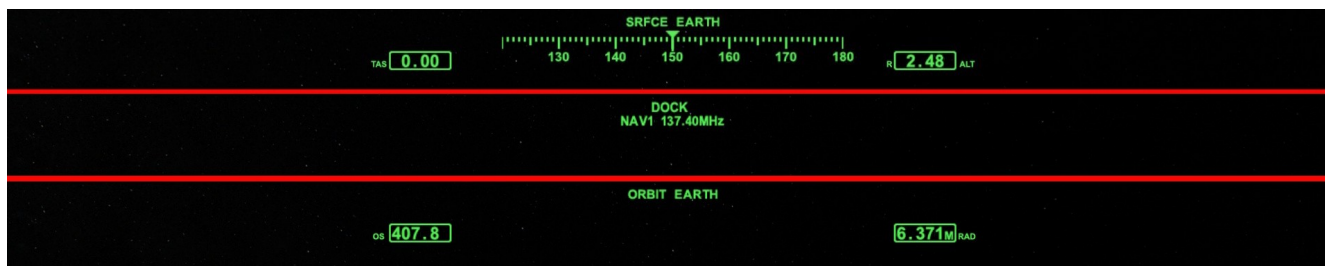 SRFCE EARTH
130 140 150 160 170 180
TAS 0.00
R 2.48 ALT
DOCK
NAV1 137.40MHz
ORBIT EARTH
OS 407.8
6.371M RAD